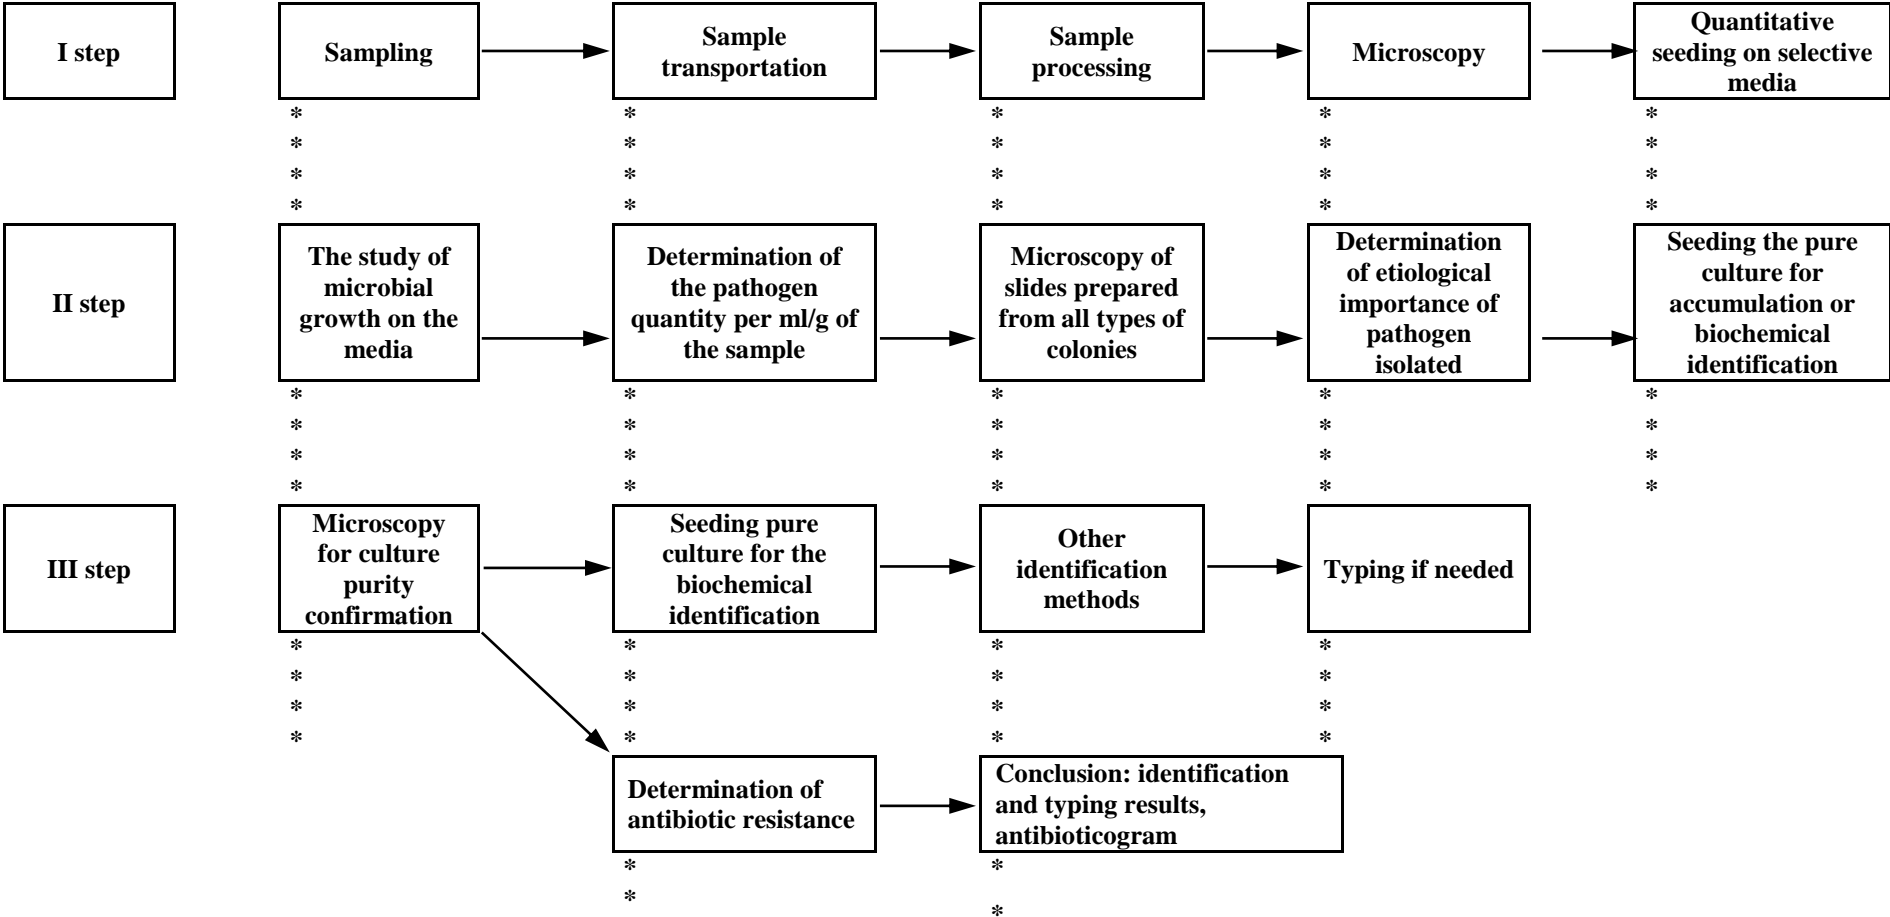 I step
Sampling
Sample
transportation
Sample
processing
Microscopy
Quantitative
seeding on selective
media
* * * * *
* * * * *
* * * * *
* * * * *
II step
The study of
microbial
growth on the
media
Determination of
the pathogen
quantity per ml/g of
the sample
Microscopy of
slides prepared
from all types of
colonies
Determination
of etiological
importance of
pathogen
isolated
Seeding the pure
culture for
accumulation or
biochemical
identification
* * * * *
* * * * *
* * * * *
* * * * *
III step
Microscopy
for culture
purity
confirmation
Seeding pure
culture for the
biochemical
identification
Other
identification
methods
Typing if needed
* * * *
* * * *
* * * *
* * * *
Determination of
antibiotic resistance
Conclusion: identification
and typing results,
antibioticogram
* *
*
*